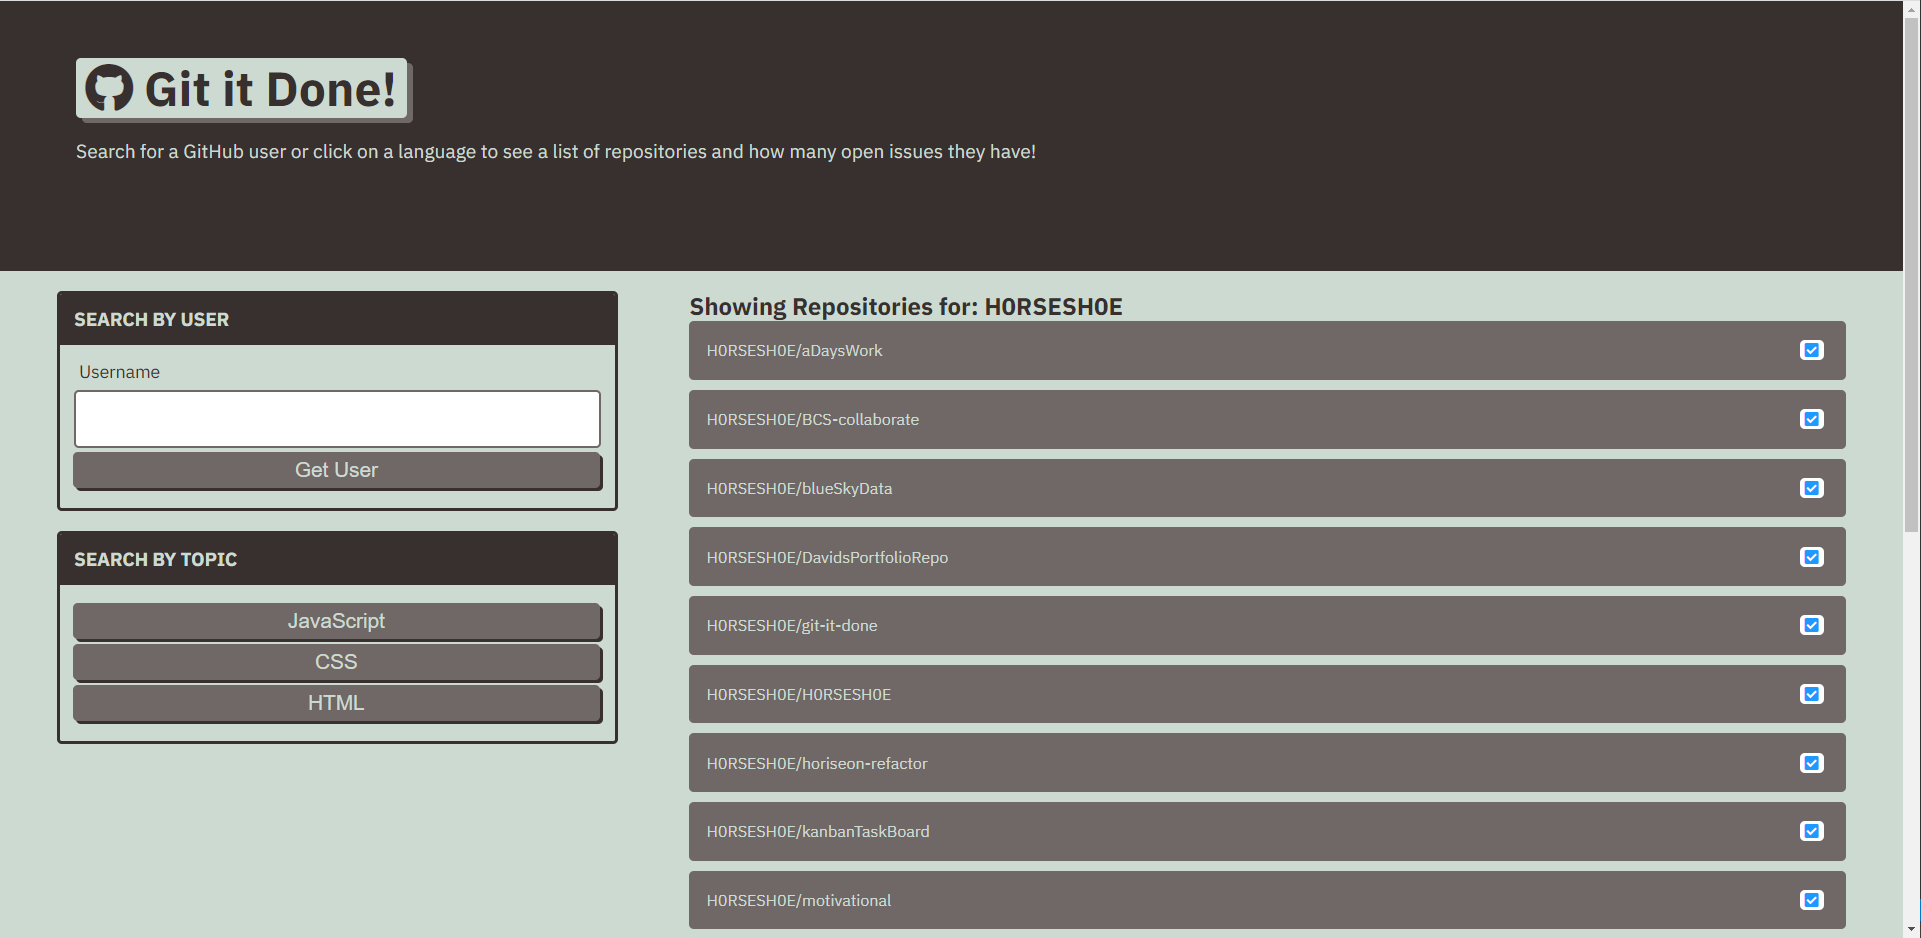 Git it Done!
Search for a GitHub user or click on a language to see a list of repositories and how many open issues they have!
SEARCH BY USER
Username
Get User
SEARCH BY TOPIC
JavaScript
CSS
HTML
Showing Repositories for: H0RSESH0E
H0RSESH0E/aDaysWork
H0RSESH0E/BCS-collaborate
H0RSESH0E/blueSkyData
H0RSESH0E/DavidsPortfolioRepo
H0RSESH0E/git-it-done
H0RSESH0E/H0RSESH0E
H0RSESH0E/horiseon-refactor
H0RSESH0E/kanbanTaskBoard
H0RSESH0E/motivational